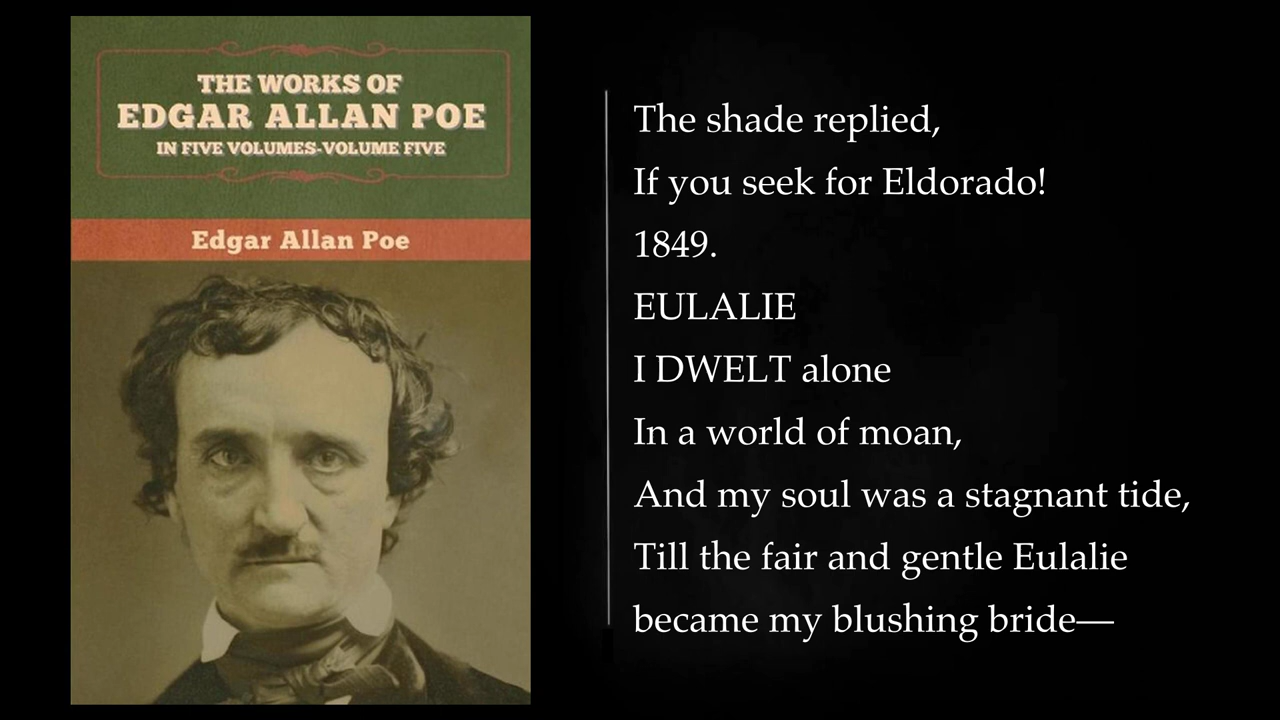 THE WORKS OF
EDGAR ALLAN POE
IN FIVE VOLUMES-VOLUME FIVE
Edgar Allan Poe
The shade replied,
If you seek for Eldorado!
1849.
EULALIE
I DWELT alone
In a world of moan,
And my soul was a stagnant tide,
Till the fair and gentle Eulalie
became my blushing bride—